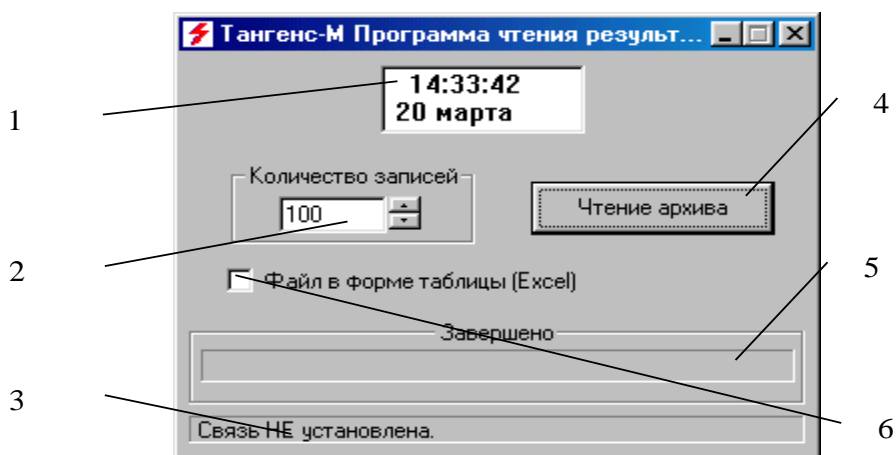 Тангенс-М Программа чтения результ...
14:33:42
20 марта
1
4
Количество записей
100
Чтение архива
2
Файл в форме таблицы (Excel)
5
Завершено
3
Связь НЕ установлена.
6